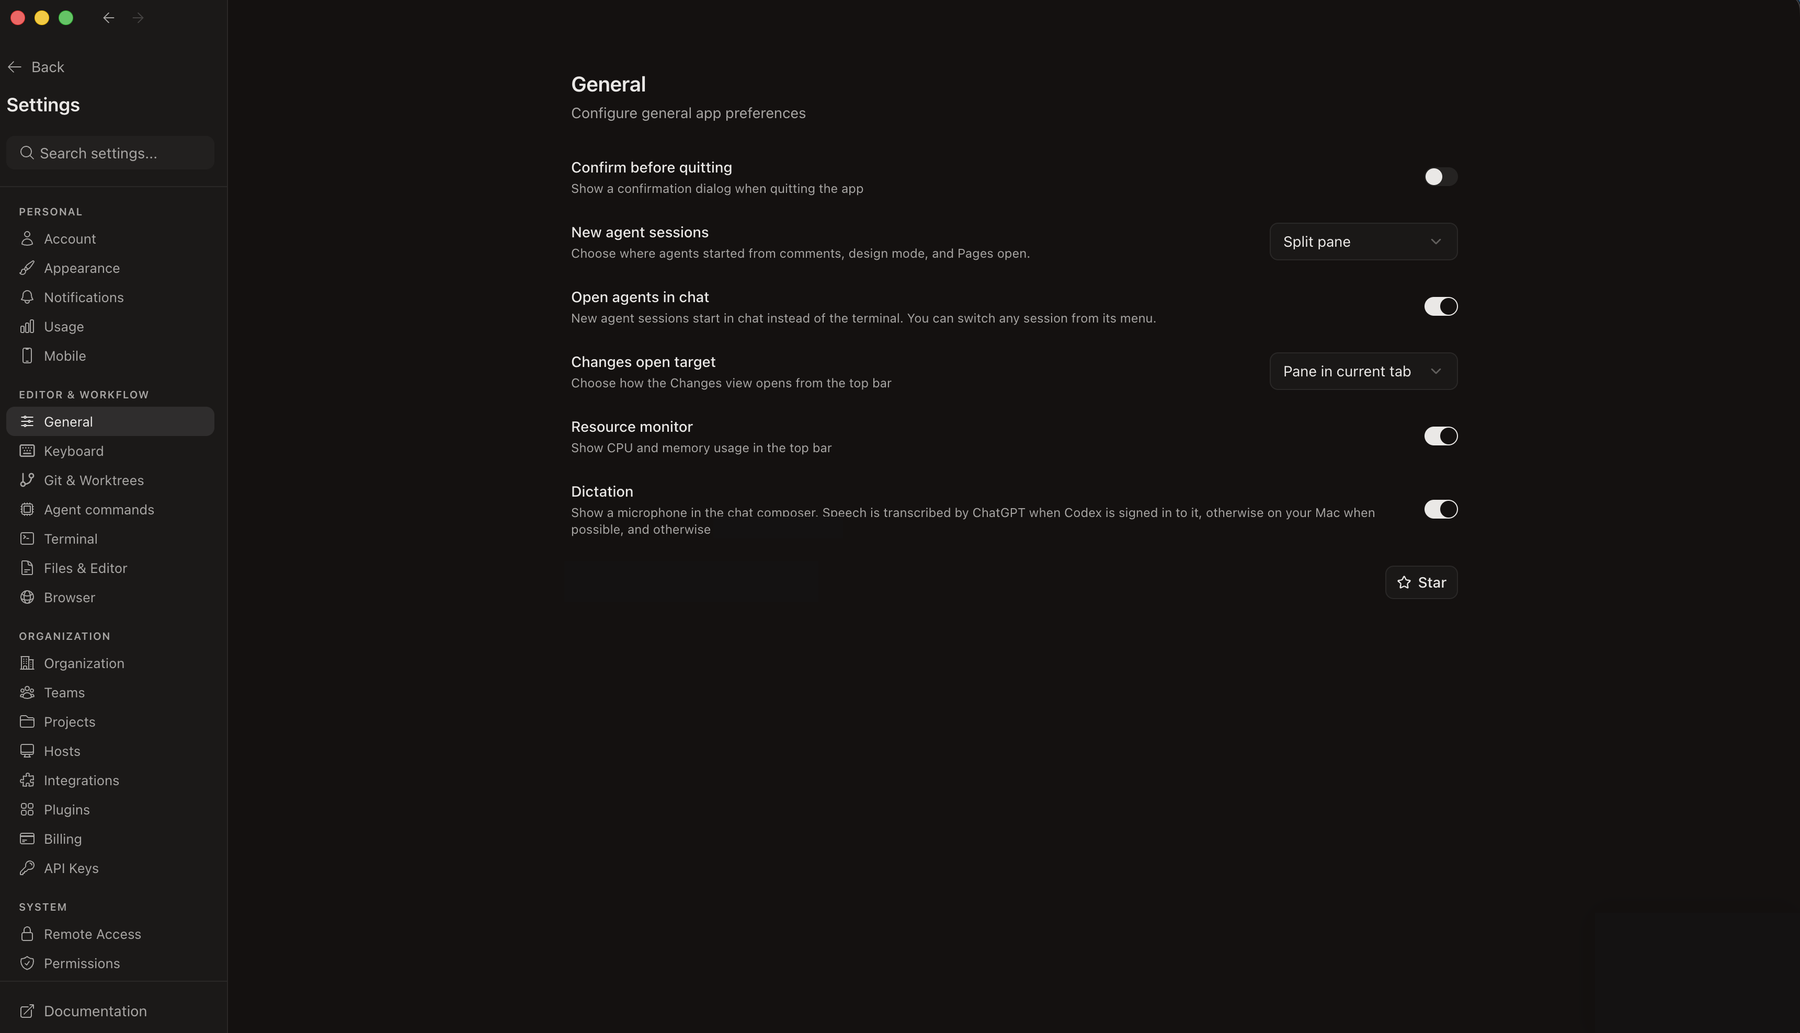 Back
Settings
Search settings...
PERSONAL
Account
Appearance
Notifications
Usage
Mobile
EDITOR & WORKFLOW
General
Keyboard
Git & Worktrees
Agent commands
Terminal
Files & Editor
Browser
ORGANIZATION
Organization
Teams
Projects
Hosts
Integrations
Plugins
Billing
API Keys
SYSTEM
Remote Access
Permissions
Documentation
General
Configure general app preferences
Confirm before quitting
Show a confirmation dialog when quitting the app
New agent sessions
Choose where agents started from comments, design mode, and Pages open.
Split pane
Open agents in chat
New agent sessions start in chat instead of the terminal. You can switch any session from its menu.
Changes open target
Choose how the Changes view opens from the top bar
Pane in current tab
Resource monitor
Show CPU and memory usage in the top bar
Dictation
Show a microphone in the chat composer. Speech is transcribed by ChatGPT when Codex is signed in to it, otherwise on your Mac when
possible, and otherwise
Star